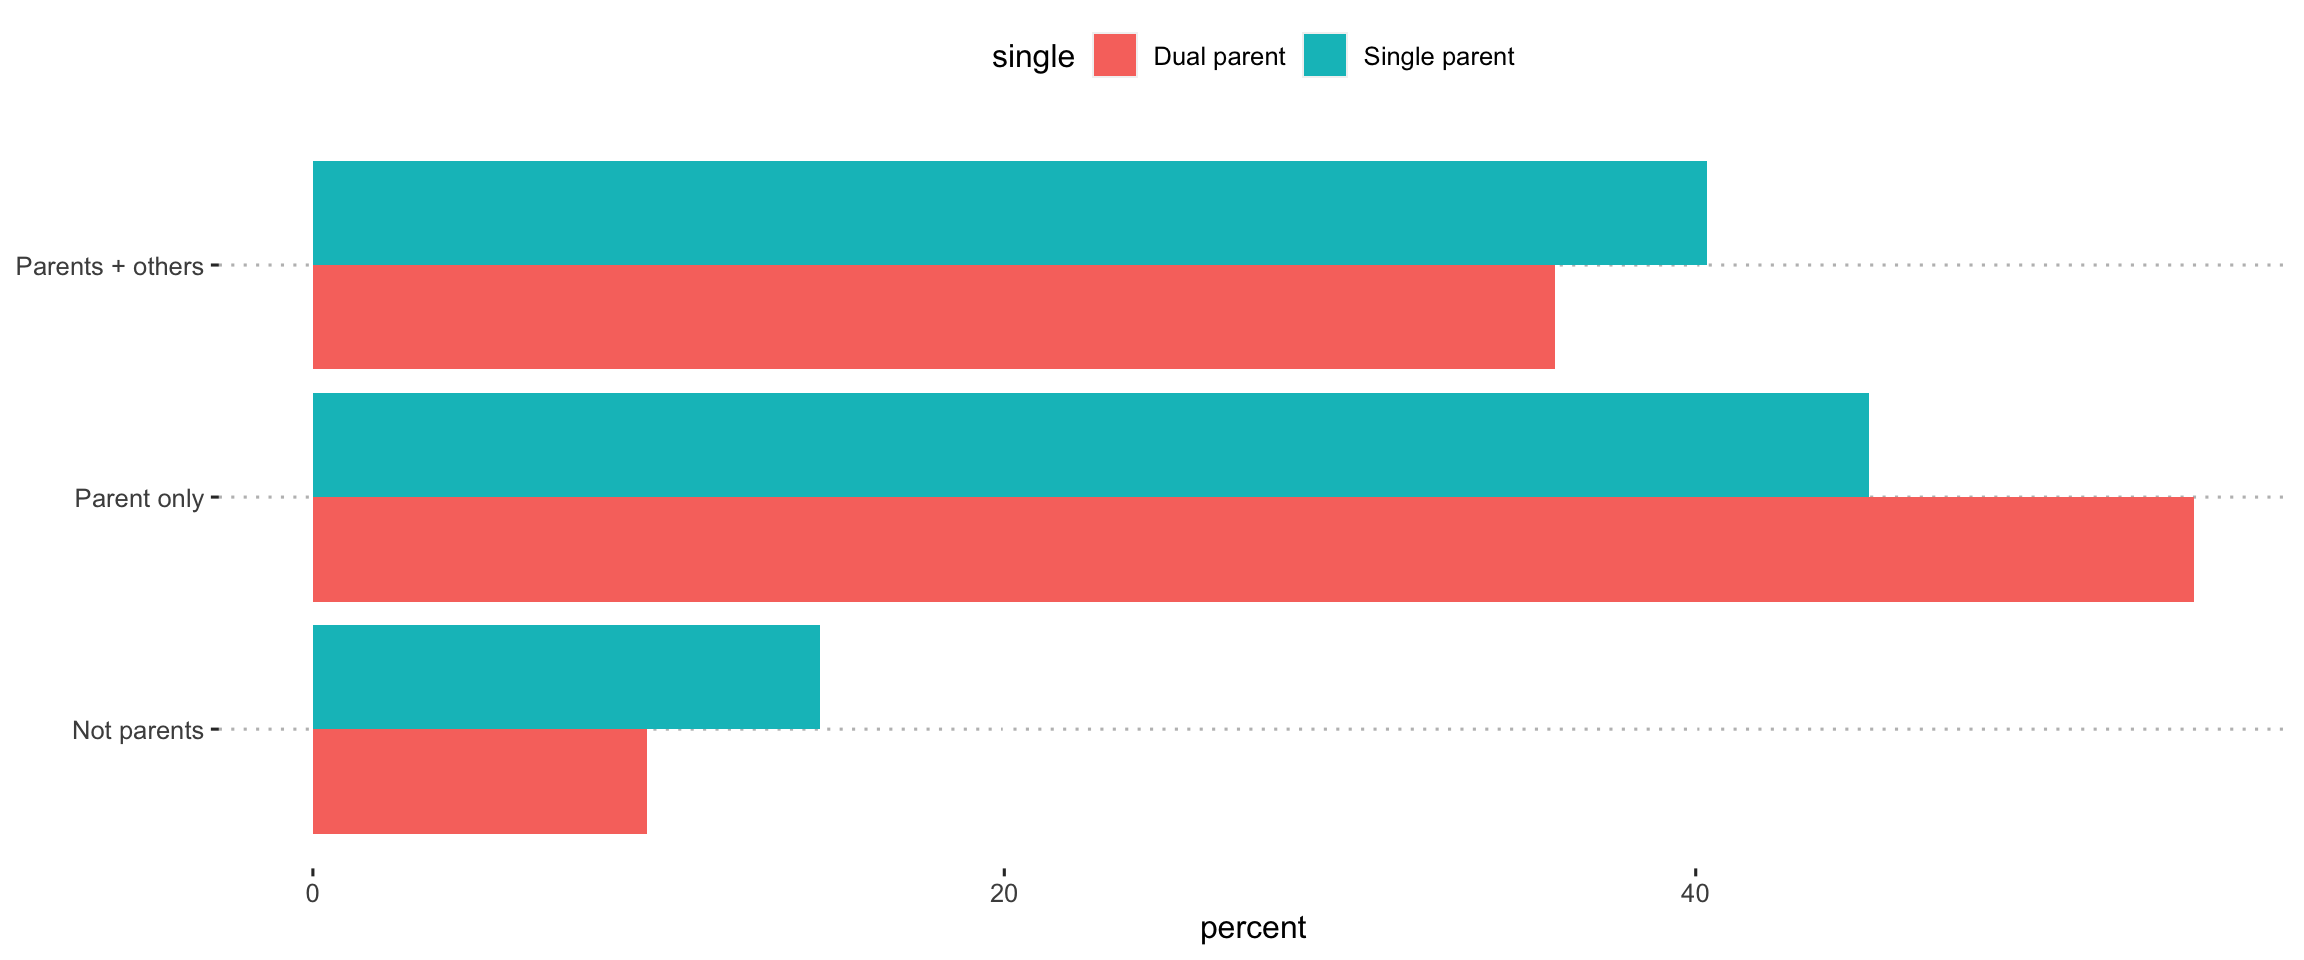 single Dual parent Single parent
Parents + others
Parent only
Not parents
0 20 40
percent